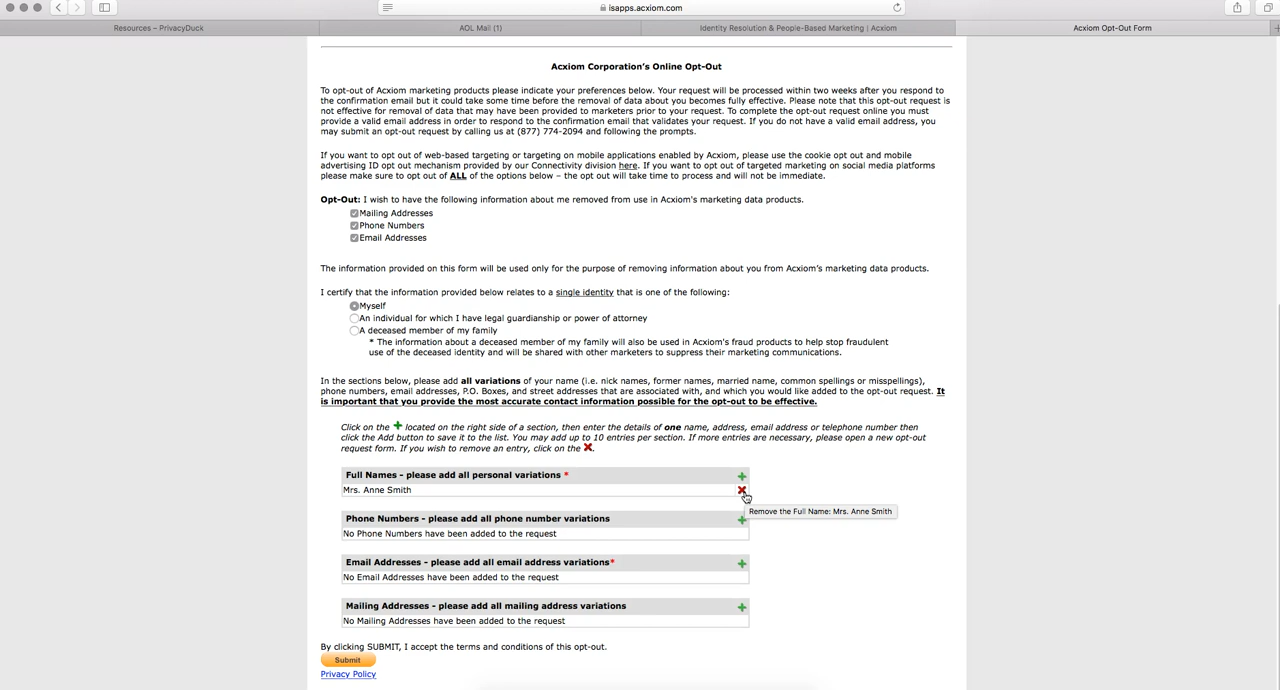 isapps.acxiom.com
Resources – PrivacyDuck
AOL Mail (1)
Identity Resolution & People-Based Marketing | Acxiom
Acxiom Opt-Out Form
Acxiom Corporation's Online Opt-Out
To opt-out of Acxiom marketing products please indicate your preferences below. Your request will be processed within two weeks after you respond to
the confirmation email but it could take some time before the removal of data about you becomes fully effective. Please note that this opt-out request is
not effective for removal of data that may have been provided to marketers prior to your request. To complete the opt-out request online you must
provide a valid email address in order to respond to the confirmation email that validates your request. If you do not have a valid email address, you
may submit an opt-out request by calling us at (877) 774-2094 and following the prompts.
If you want to opt out of web-based targeting or targeting on mobile applications enabled by Acxiom, please use the cookie opt out and mobile
advertising ID opt out mechanism provided by our Connectivity division here. If you want to opt out of targeted marketing on social media platforms
please make sure to opt out of ALL of the options below – the opt out will take time to process and will not be immediate.
Opt-Out: I wish to have the following information about me removed from use in Acxiom's marketing data products.
Mailing Addresses
Phone Numbers
Email Addresses
The information provided on this form will be used only for the purpose of removing information about you from Acxiom's marketing data products.
I certify that the information provided below relates to a single identity that is one of the following:
Myself
An individual for which I have legal guardianship or power of attorney
A deceased member of my family
* The information about a deceased member of my family will also be used in Acxiom's fraud products to help stop fraudulent
use of the deceased identity and will be shared with other marketers to suppress their marketing communications.
In the sections below, please add all variations of your name (i.e. nick names, former names, married name, common spellings or misspellings),
phone numbers, email addresses, P.O. Boxes, and street addresses that are associated with, and which you would like added to the opt-out request. It
is important that you provide the most accurate contact information possible for the opt-out to be effective.
Click on the + located on the right side of a section, then enter the details of one name, address, email address or telephone number then
click the Add button to save it to the list. You may add up to 10 entries per section. If more entries are necessary, please open a new opt-out
request form. If you wish to remove an entry, click on the ✖.
Full Names - please add all personal variations *
Mrs. Anne Smith
Remove the Full Name: Mrs. Anne Smith
Phone Numbers - please add all phone number variations
No Phone Numbers have been added to the request
Email Addresses - please add all email address variations*
No Email Addresses have been added to the request
Mailing Addresses - please add all mailing address variations
No Mailing Addresses have been added to the request
By clicking SUBMIT, I accept the terms and conditions of this opt-out.
Submit
Privacy Policy